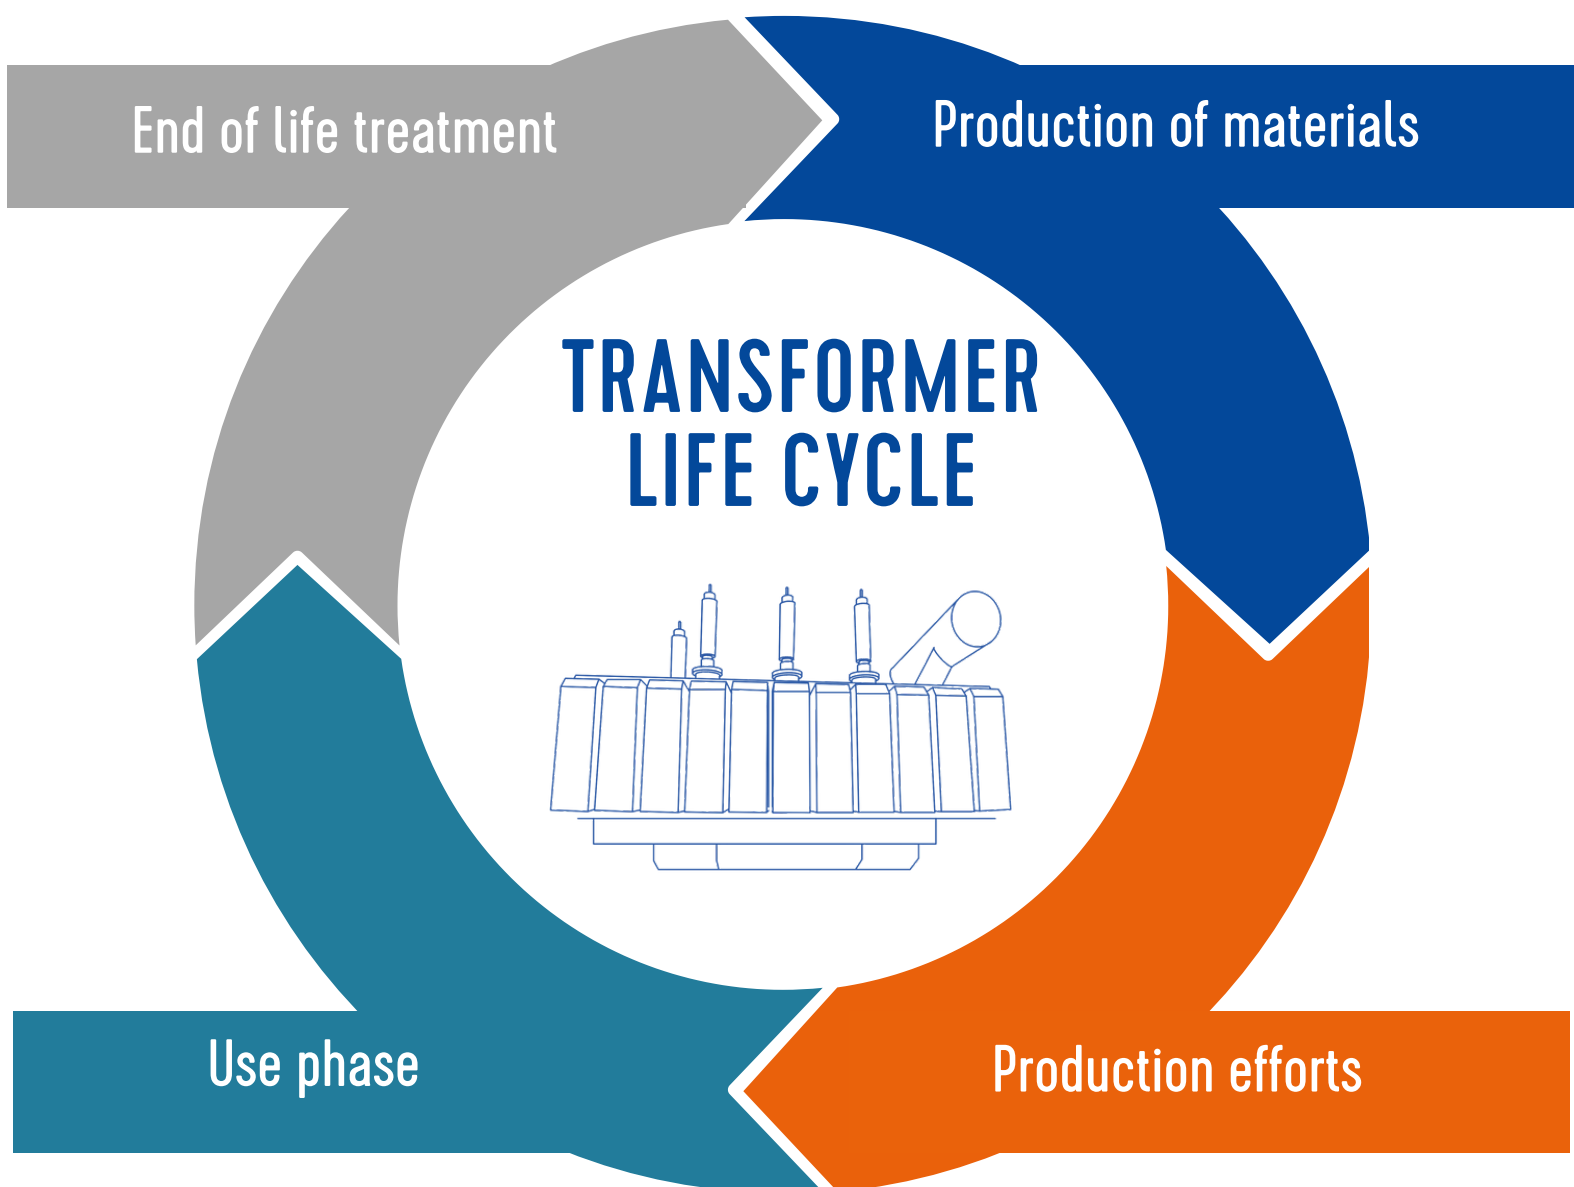 End of life treatment
Production of materials
TRANSFORMER
LIFE CYCLE
Use phase
Production efforts